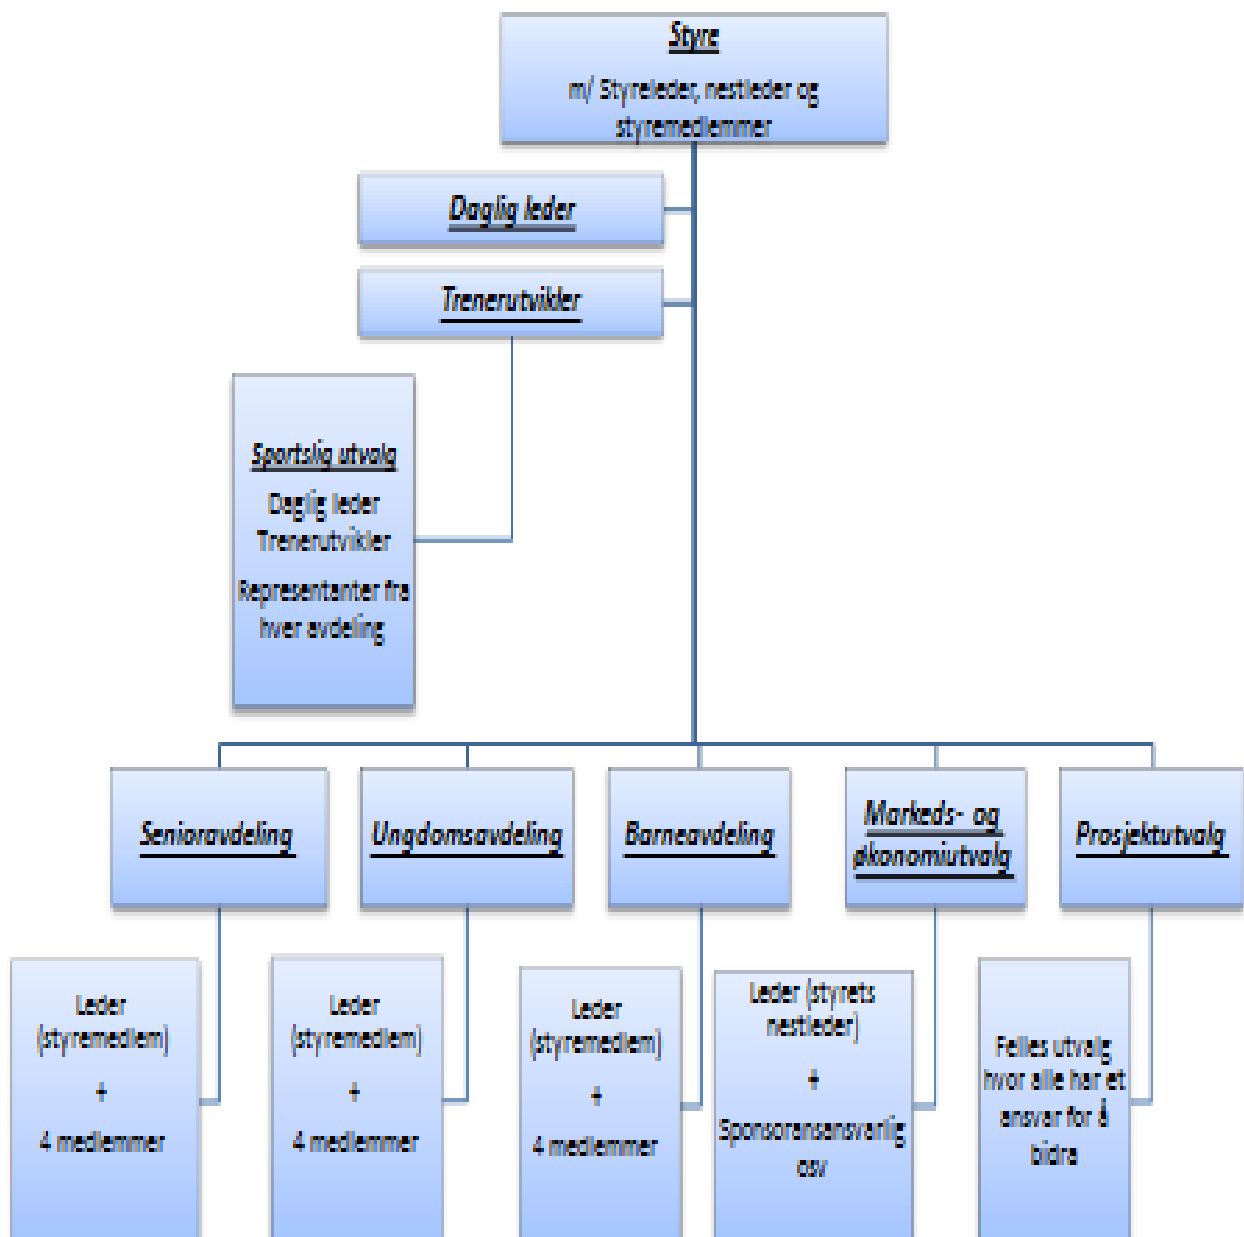 Styre
m/ Styreleder, nestleder og
styremedlemmer
Daglig leder
Trenerutvikler
Sportslig utvalg
Daglig leder
Trenerutvikler
Representanter fra
hver avdeling
Senioravdeling
Ungdomsavdeling
Barneavdeling
Markeds- og
økonomiutvalg
Prosjektutvalg
Leder
(styremedlem)
+
4 medlemmer
Leder
(styremedlem)
+
4 medlemmer
Leder
(styremedlem)
+
4 medlemmer
Leder (styrets
nestleder)
+
Sponsoransansvarlig
osv
Felles utvalg
hvor alle har et
ansvar for å
bidra